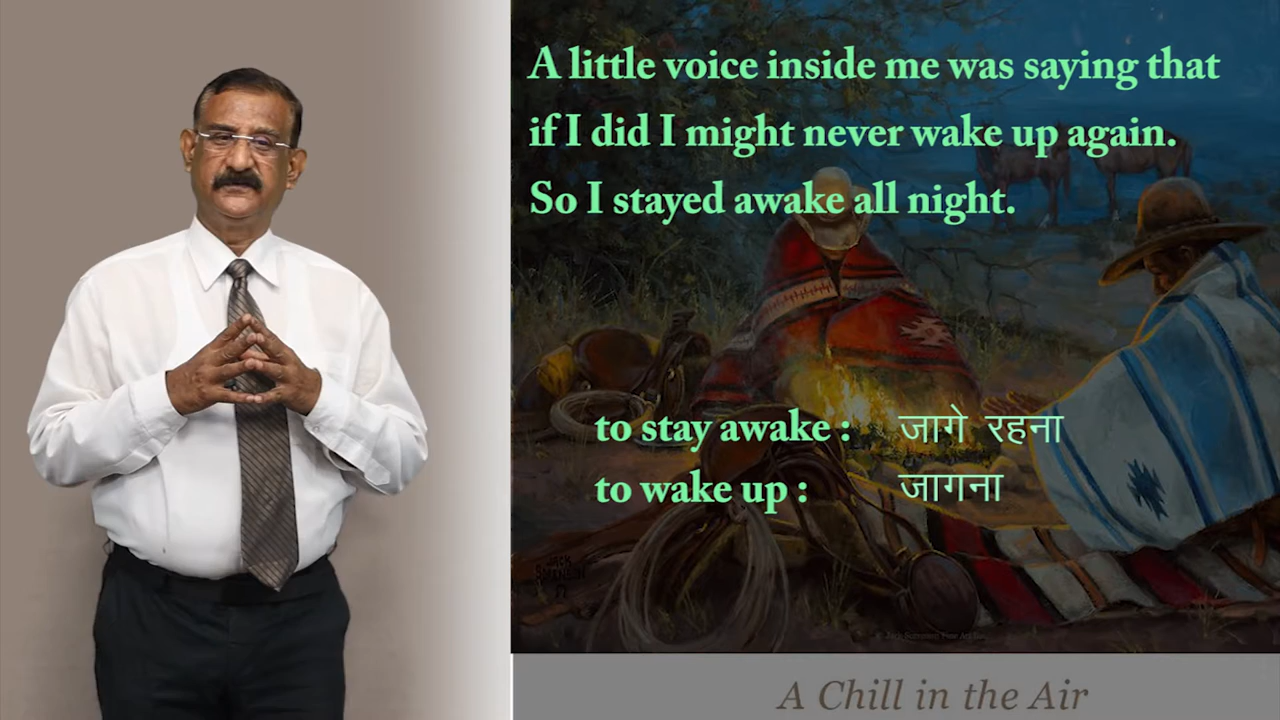 A little voice inside me was saying that
if I did I might never wake up again.
So I stayed awake all night.
to stay awake : जागे रहना
to wake up : जागना
A Chill in the Air